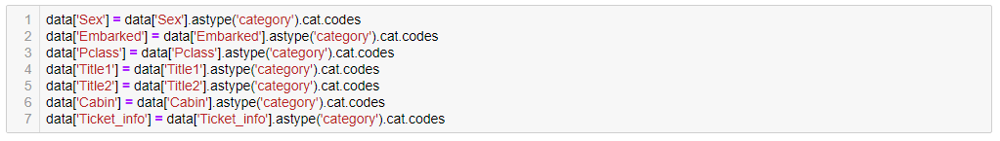 1 data['Sex'] = data['Sex'].astype('category').cat.codes
2 data['Embarked'] = data['Embarked'].astype('category').cat.codes
3 data['Pclass'] = data['Pclass'].astype('category').cat.codes
4 data['Title1'] = data['Title1'].astype('category').cat.codes
5 data['Title2'] = data['Title2'].astype('category').cat.codes
6 data['Cabin'] = data['Cabin'].astype('category').cat.codes
7 data['Ticket_info'] = data['Ticket_info'].astype('category').cat.codes